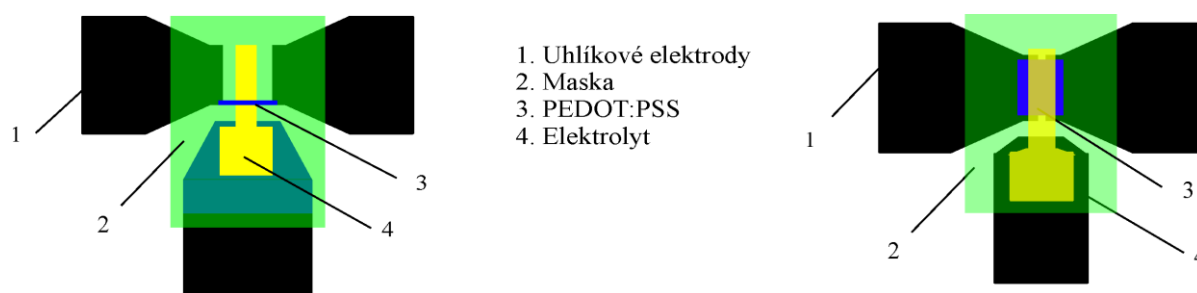 1. Uhlíkové elektrody
2. Maska
3. PEDOT:PSS
4. Elektrolyt
1
2
3
4
1
2
3
4